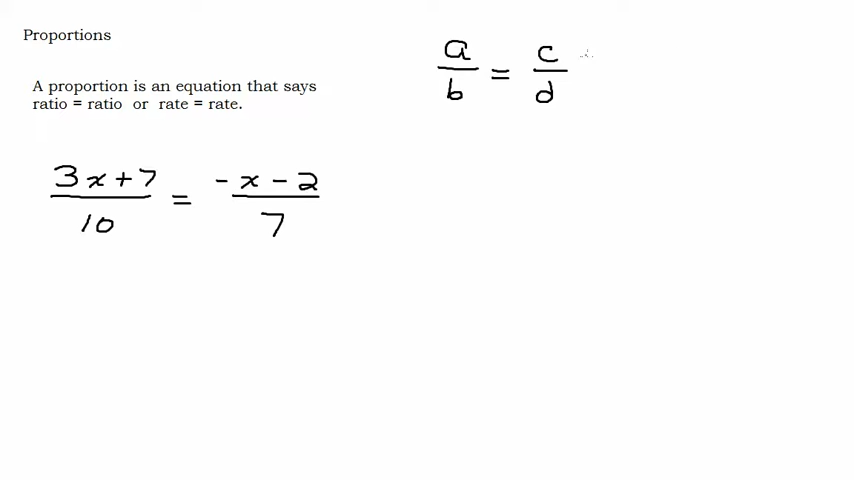 Proportions
a/b = c/d
A proportion is an equation that says
ratio = ratio or rate = rate.
3x+7/10 = -x-2/7